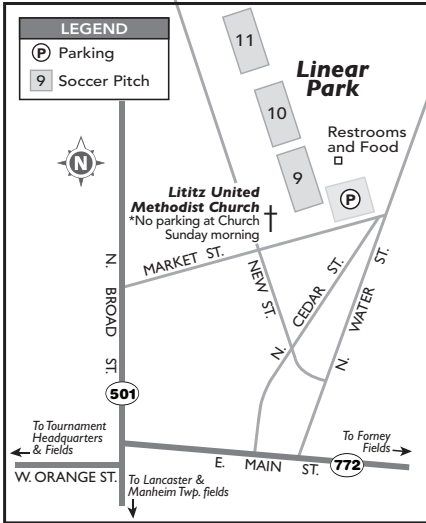 LEGEND
P Parking
9 Soccer Pitch
11
10
9
Linear
Park
Restrooms
and Food
P
Lititz United
Methodist Church
*No parking at Church
Sunday morning
N
MARKET ST.
NEW ST.
N. CEDAR ST.
N. WATER ST.
N. BROAD ST.
501
To Tournament
Headquarters
& Fields
W. ORANGE ST.
E. MAIN ST.
772
To Forney
Fields
To Lancaster &
Manheim Twp. fields